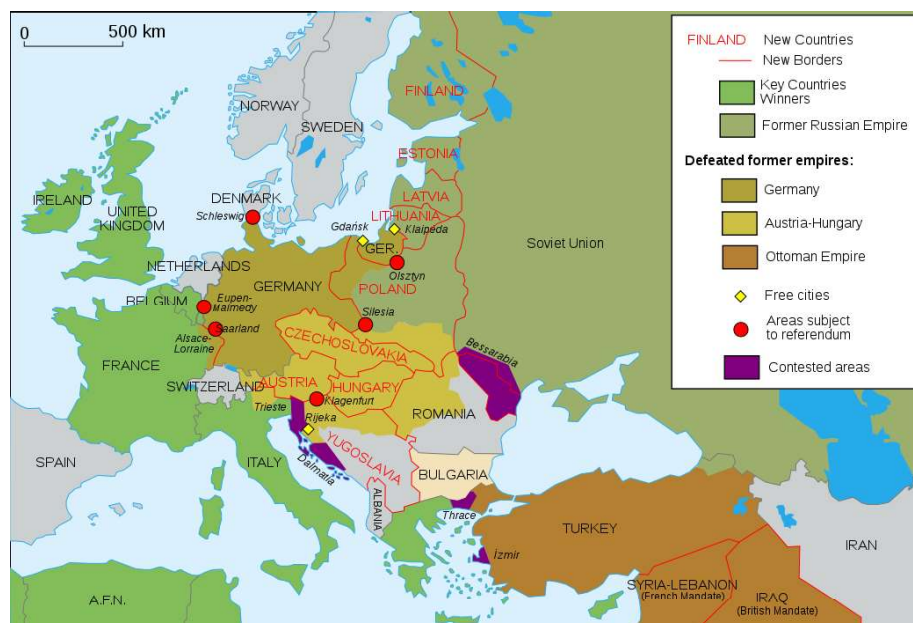 0 500 km
NORWAY
SWEDEN
FINLAND
ESTONIA
LATVIA
LITHUANIA
Klaipėda
DENMARK
Schleswig
Gdańsk
GER.
Olsztyn
IRELAND
UNITED
KINGDOM
NETHERLANDS
BELGIUM
Eupen-
Malmedy
GERMANY
POLAND
Silesia
Soviet Union
Saarland
Alsace-
Lorraine
FRANCE
CZECHOSLOVAKIA
Bessarabia
SWITZERLAND
AUSTRIA
HUNGARY
Klagenfurt
Trieste
Rijeka
ROMANIA
YUGOSLAVIA
SPAIN
ITALY
Dalmatia
BULGARIA
ALBANIA
Thrace
İzmir
TURKEY
IRAN
SYRIA-LEBANON
(French Mandate)
IRAQ
(British Mandate)
A.F.N.
FINLAND New Countries
New Borders
Key Countries
Winners
Former Russian Empire
Defeated former empires:
Germany
Austria-Hungary
Ottoman Empire
Free cities
Areas subject
to referendum
Contested areas